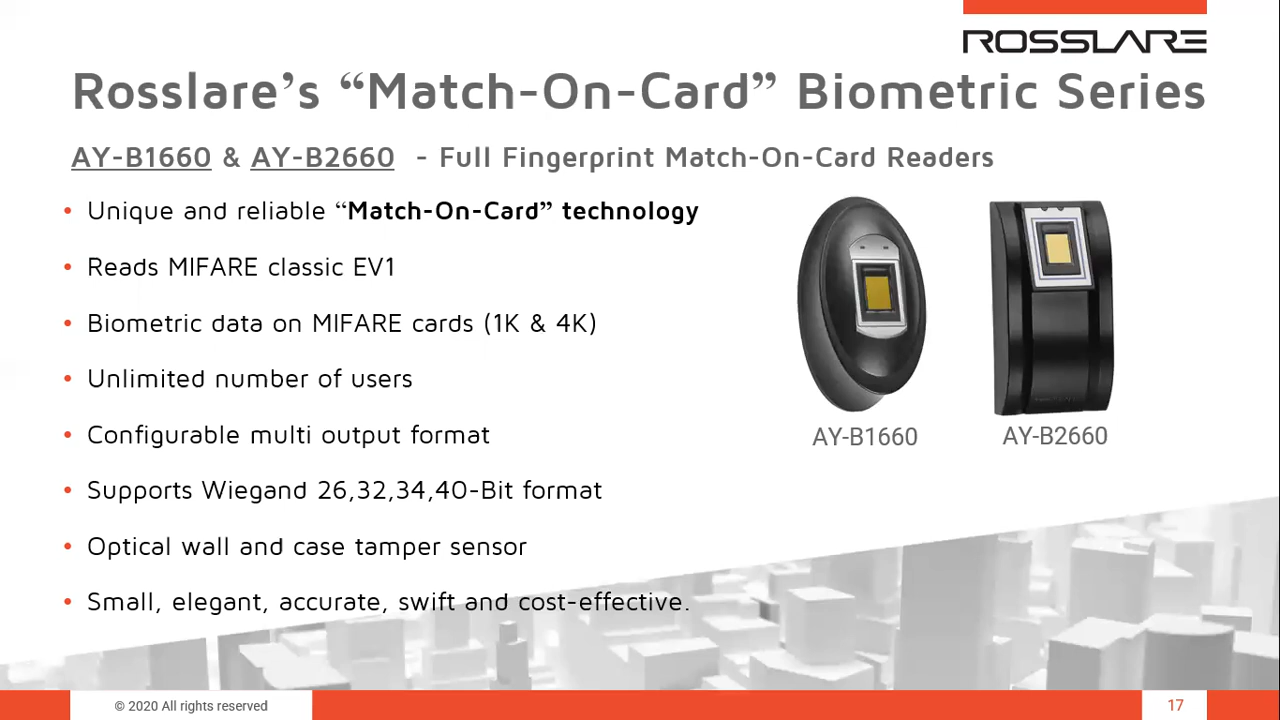 ROSSLARE
Rosslare’s “Match-On-Card” Biometric Series
AY-B1660 & AY-B2660 - Full Fingerprint Match-On-Card Readers
• Unique and reliable “Match-On-Card” technology
• Reads MIFARE classic EV1
• Biometric data on MIFARE cards (1K & 4K)
• Unlimited number of users
• Configurable multi output format
• Supports Wiegand 26,32,34,40-Bit format
• Optical wall and case tamper sensor
• Small, elegant, accurate, swift and cost-effective.
AY-B1660
AY-B2660
© 2020 All rights reserved
17